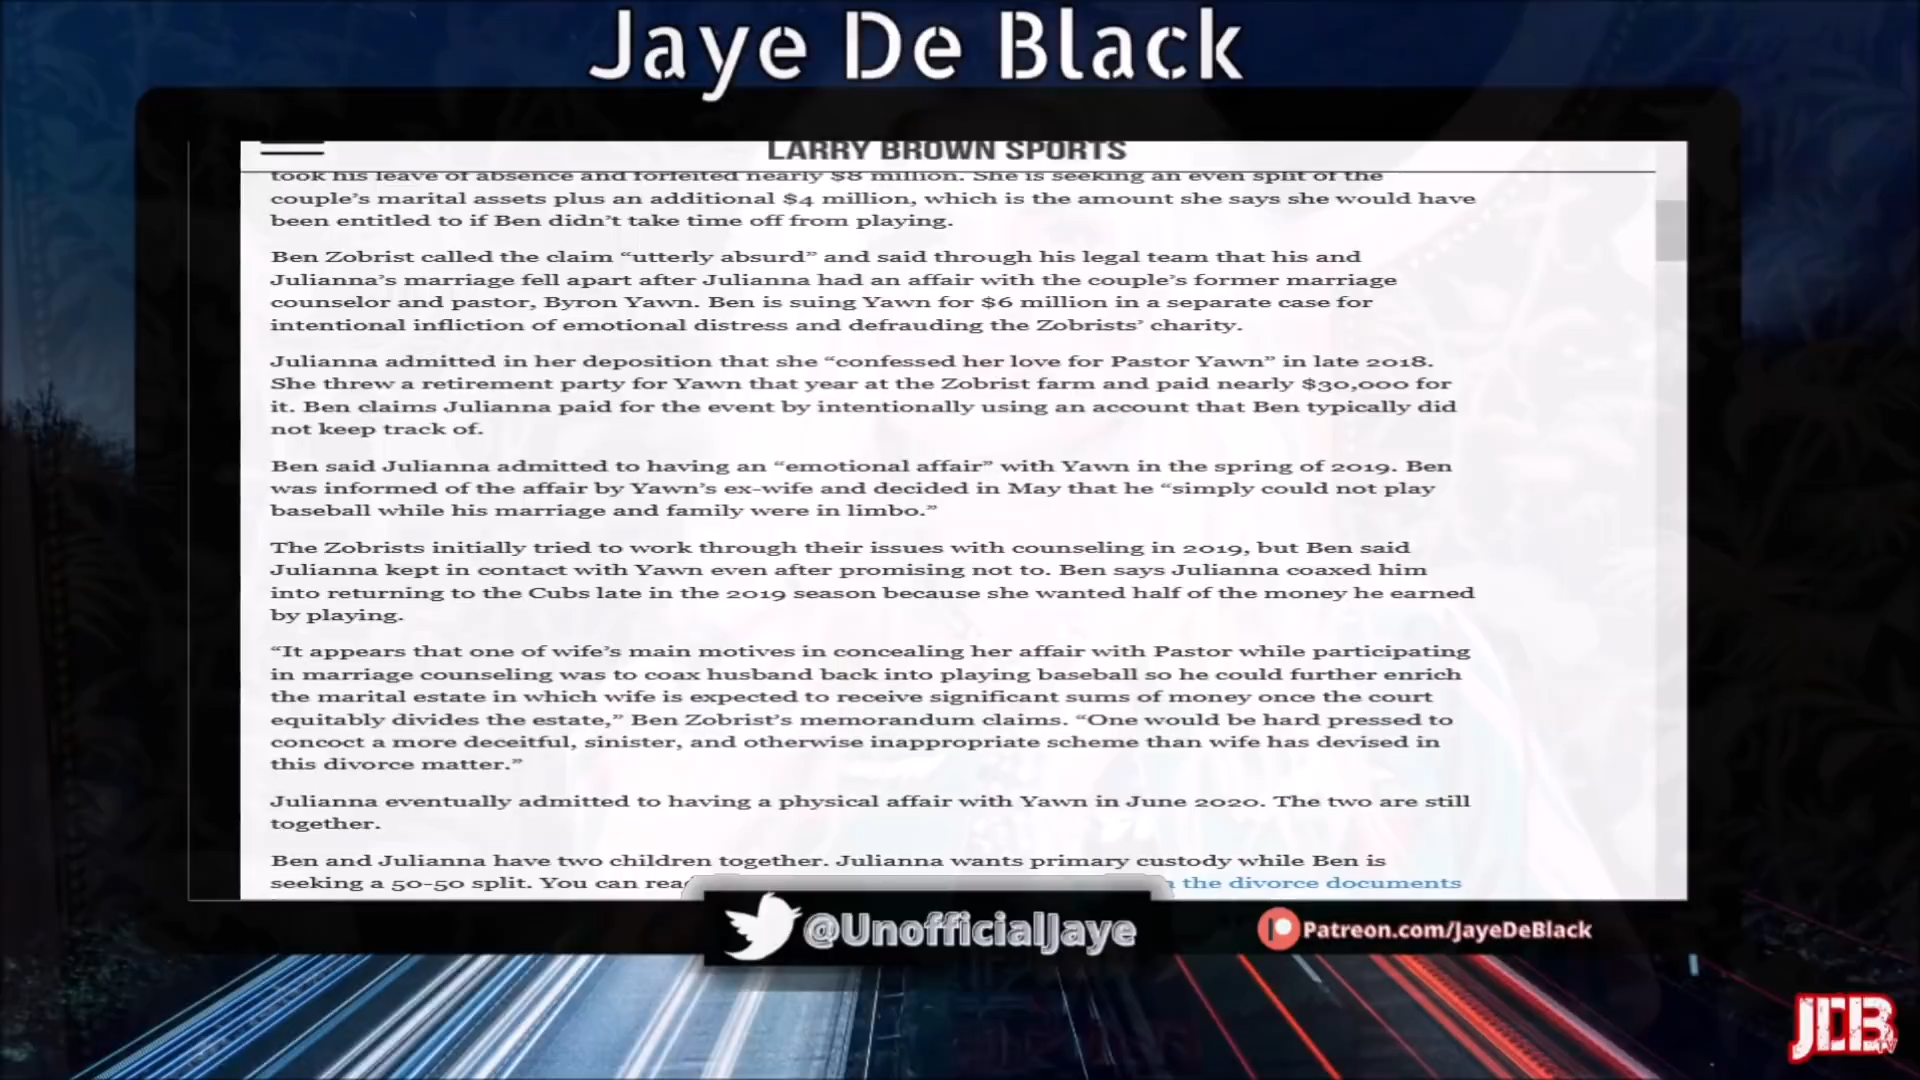 Jaye De Black
LARRY BROWN SPORTS
took his leave of absence and forfeited nearly $8 million. She is seeking an even split of the
couple’s marital assets plus an additional $4 million, which is the amount she says she would have
been entitled to if Ben didn’t take time off from playing.
Ben Zobrist called the claim “utterly absurd” and said through his legal team that his and
Julianna’s marriage fell apart after Julianna had an affair with the couple’s former marriage
counselor and pastor, Byron Yawn. Ben is suing Yawn for $6 million in a separate case for
intentional infliction of emotional distress and defrauding the Zobrists’ charity.
Julianna admitted in her deposition that she “confessed her love for Pastor Yawn” in late 2018.
She threw a retirement party for Yawn that year at the Zobrist farm and paid nearly $30,000 for
it. Ben claims Julianna paid for the event by intentionally using an account that Ben typically did
not keep track of.
Ben said Julianna admitted to having an “emotional affair” with Yawn in the spring of 2019. Ben
was informed of the affair by Yawn’s ex-wife and decided in May that he “simply could not play
baseball while his marriage and family were in limbo.”
The Zobrists initially tried to work through their issues with counseling in 2019, but Ben said
Julianna kept in contact with Yawn even after promising not to. Ben says Julianna coaxed him
into returning to the Cubs late in the 2019 season because she wanted half of the money he earned
by playing.
“It appears that one of wife’s main motives in concealing her affair with Pastor while participating
in marriage counseling was to coax husband back into playing baseball so he could further enrich
the marital estate in which wife is expected to receive significant sums of money once the court
equitably divides the estate,” Ben Zobrist’s memorandum claims. “One would be hard pressed to
concoct a more deceitful, sinister, and otherwise inappropriate scheme than wife has devised in
this divorce matter.”
Julianna eventually admitted to having a physical affair with Yawn in June 2020. The two are still
together.
Ben and Julianna have two children together. Julianna wants primary custody while Ben is
seeking a 50-50 split. You can the divorce documents
@UnofficialJaye
Patreon.com/JayeDeBlack
JDB
TV